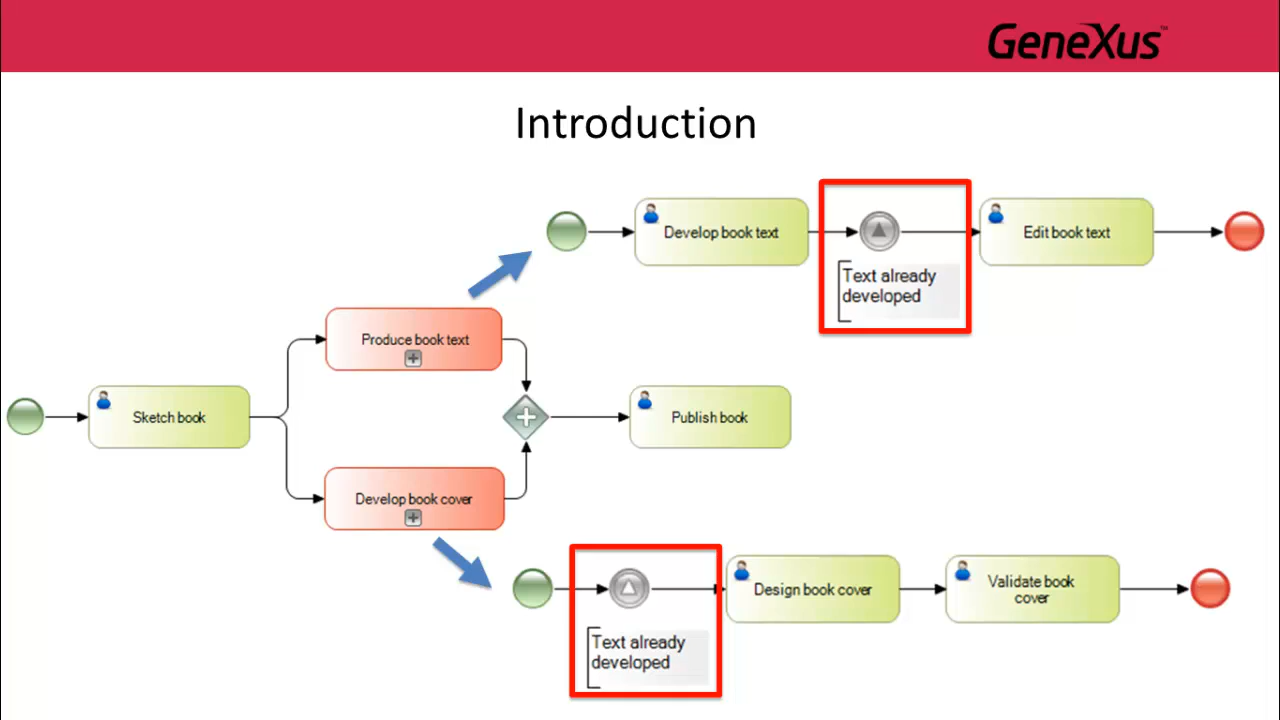 GeneXus™
Introduction
Develop book text
Edit book text
Text already
developed
Produce book text
Sketch book
Publish book
Develop book cover
Design book cover
Validate book
cover
Text already
developed